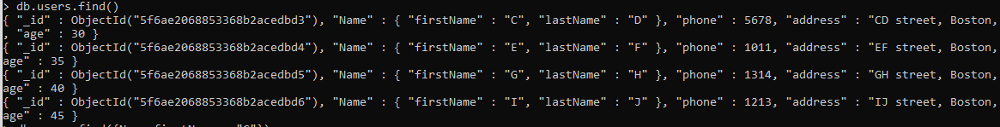 > db.users.find()
{ "_id" : ObjectId("5f6ae2068853368b2acedbd3"), "Name" : { "firstName" : "C", "lastName" : "D" }, "phone" : 5678, "address" : "CD street, Boston,
, "age" : 30 }
{ "_id" : ObjectId("5f6ae2068853368b2acedbd4"), "Name" : { "firstName" : "E", "lastName" : "F" }, "phone" : 1011, "address" : "EF street, Boston,
age" : 35 }
{ "_id" : ObjectId("5f6ae2068853368b2acedbd5"), "Name" : { "firstName" : "G", "lastName" : "H" }, "phone" : 1314, "address" : "GH street, Boston,
age" : 40 }
{ "_id" : ObjectId("5f6ae2068853368b2acedbd6"), "Name" : { "firstName" : "I", "lastName" : "J" }, "phone" : 1213, "address" : "IJ street, Boston,
age" : 45 }